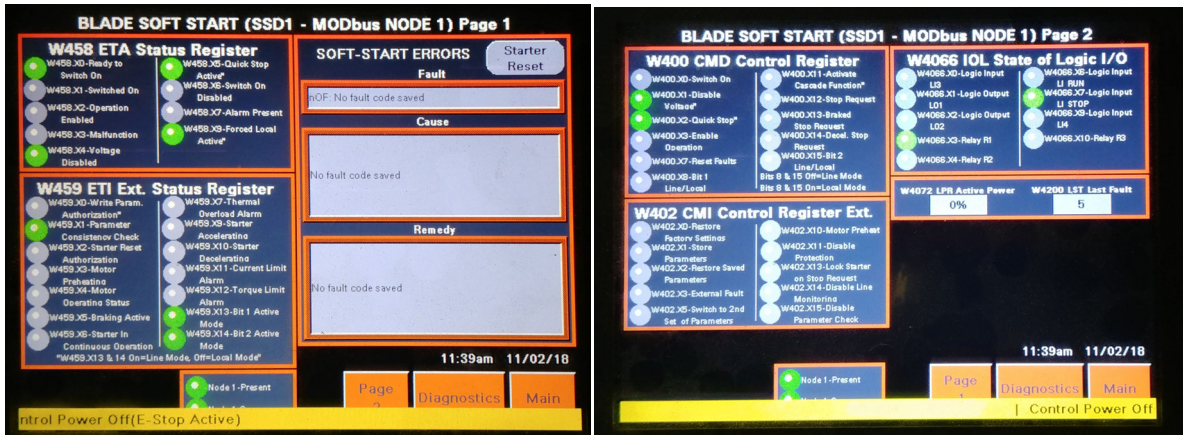 BLADE SOFT START (SSD1 - MODbus NODE 1) Page 1
W458 ETA Status Register
W458.X0-Ready to
Switch On
W458.X1-Switched On
W458.X2-Operation
Enabled
W458.X3-Malfunction
W458.X4-Voltage
Disabled
W458.X5-Quick Stop
Active"
W458.X6-Switch On
Disabled
W458.X7-Alarm Present
W458.X9-Forced Local
Active"
SOFT-START ERRORS
Starter
Reset
Fault
nOF: No fault code saved
Cause
No fault code saved
Remedy
No fault code saved
W459 ETI Ext. Status Register
W459.X0-Write Param.
Authorization"
W459.X1-Parameter
Consistency Check
W459.X2-Starter Reset
Authorization
W459.X3-Motor
Preheating
W459.X4-Motor
Operating Status
W459.X5-Braking Active
W459.X6-Starter In
Continuous Operation
W459.X7-Thermal
Overload Alarm
W459.X9-Starter
Accelerating
W459.X10-Starter
Decelerating
W459.X11-Current Limit
Alarm
W459.X12-Torque Limit
Alarm
W459.X13-Bit 1 Active
Mode
W459.X14-Bit 2 Active
Mode
"W459.X13 & 14 On=Line Mode, Off=Local Mode"
11:39am 11/02/18
Node 1-Present
Page
Diagnostics
Main
ntrol Power Off(E-Stop Active)
BLADE SOFT START (SSD1 - MODbus NODE 1) Page 2
W400 CMD Control Register
W400.X0-Switch On
W400.X1-Disable
Voltage"
W400.X2-Quick Stop"
W400.X3-Enable
Operation
W400.X7-Reset Faults
W400.X8-Bit 1
Line/Local
W400.X11-Activate
Cascade Function"
W400.X12-Stop Request
W400.X13-Braked
Stop Request
W400.X14-Decel. Stop
Request
W400.X15-Bit 2
Line/Local
Bits 8 & 15 Off=Line Mode
Bits 8 & 15 On=Local Mode
W4066 IOL State of Logic I/O
W4066.X0-Logic Input
LI3
W4066.X1-Logic Output
LO1
W4066.X2-Logic Output
LO2
W4066.X3-Relay R1
W4066.X4-Relay R2
W4066.X6-Logic Input
LI RUN
W4066.X7-Logic Input
LI STOP
W4066.X9-Logic Input
LI4
W4066.X10-Relay R3
W4072 LPR Active Power
0%
W4200 LST Last Fault
5
W402 CMI Control Register Ext.
W402.X0-Restore
Factory Settings
W402.X1-Store
Parameters
W402.X2-Restore Saved
Parameters
W402.X3-External Fault
W402.X5-Switch to 2nd
Set of Parameters
W402.X10-Motor Preheat
W402.X11-Disable
Protection
W402.X13-Lock Starter
on Stop Request
W402.X14-Disable Line
Monitoring
W402.X15-Disable
Parameter Check
11:39am 11/02/18
Node 1-Present
Page
Diagnostics
Main
Control Power Off